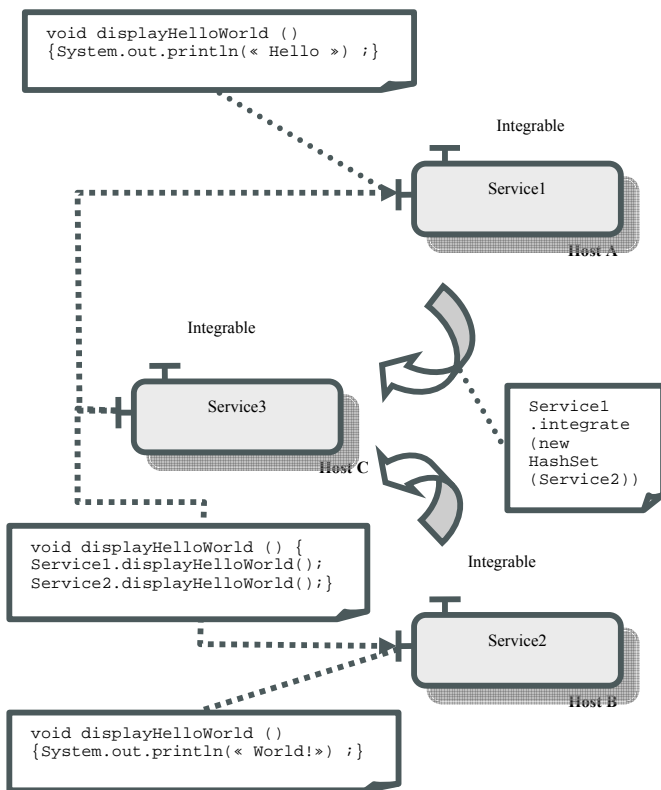 void displayHelloWorld ()
{System.out.println(« Hello ») ;}
Integrable
Service1
Host A
Integrable
Service3
Host C
Service1
.integrate
(new
HashSet
(Service2))
void displayHelloWorld () {
Service1.displayHelloWorld();
Service2.displayHelloWorld();}
Integrable
Service2
Host B
void displayHelloWorld ()
{System.out.println(« World!») ;}